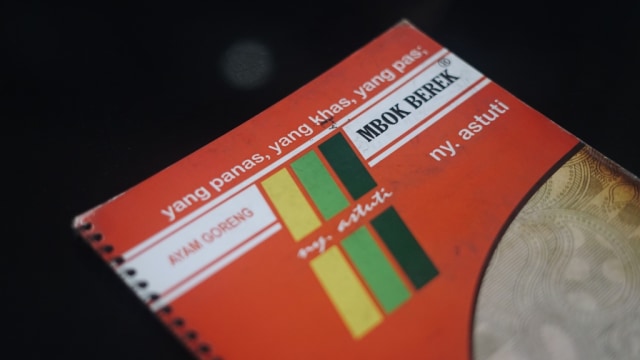 yang panas, yang khas, yang pas;
MBOK BEREK®
ny. astuti
AYAM GORENG
ny. astuti